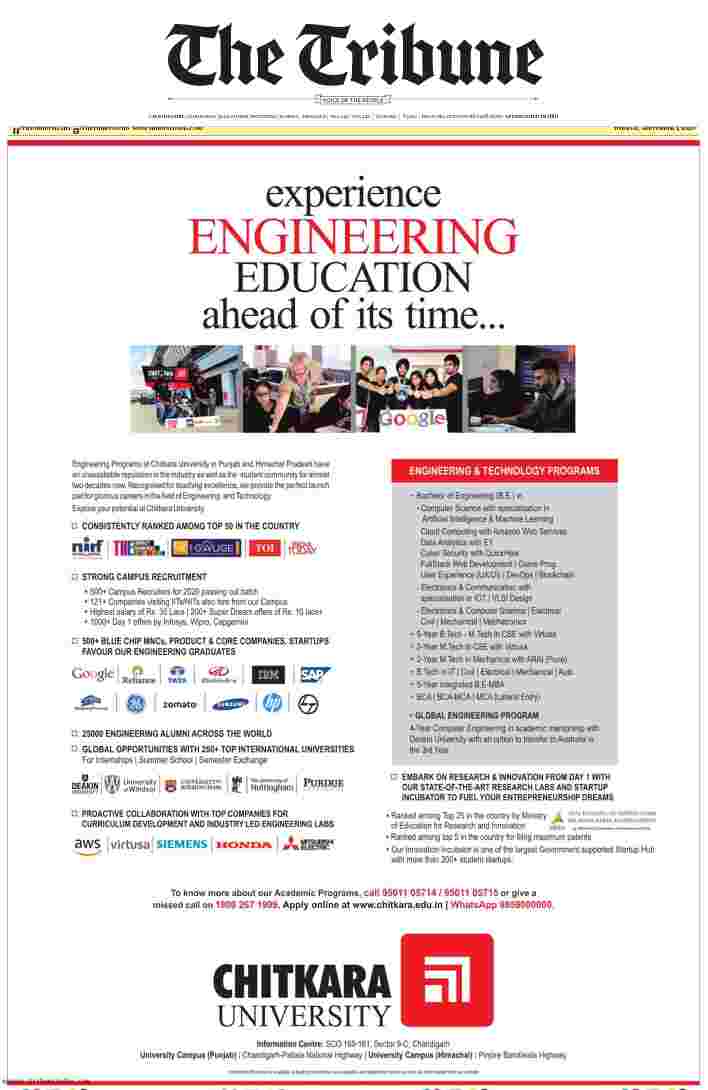 The Tribune
VOICE OF THE PEOPLE
experience
ENGINEERING
EDUCATION
ahead of its time...
Google
Engineering Programs of Chitkara University in Punjab and Himachal Pradesh have
an unassailable reputation in the industry as well as the student community for almost
two decades now. Recognised for teaching excellence, we provide the perfect launch
pad for glorious careers in the field of Engineering and Technology.
Explore your potential at Chitkara University.
CONSISTENTLY RANKED AMONG TOP 50 IN THE COUNTRY
nirf THE I GAUGE TOI
STRONG CAMPUS RECRUITMENT
• 500+ Campus Recruiters for 2020 passing out batch
• 121+ Companies visiting IITs/NITs also hire from our Campus
• Highest salary of Rs. 30 Lacs | 200+ Super Dream offers of Rs. 10 lacs+
• 1000+ Day 1 offers by Infosys, Wipro, Capgemini
500+ BLUE CHIP MNCs, PRODUCT & CORE COMPANIES, STARTUPS
FAVOUR OUR ENGINEERING GRADUATES
Google Reliance TATA Mahindra IBM SAP
GE zomato SAMSUNG hp
25000 ENGINEERING ALUMNI ACROSS THE WORLD
GLOBAL OPPORTUNITIES WITH 250+ TOP INTERNATIONAL UNIVERSITIES
For Internships | Summer School | Semester Exchange
DEAKIN University of Windsor UNIVERSITY OF BIRMINGHAM The University of Nottingham PURDUE
PROACTIVE COLLABORATION WITH TOP COMPANIES FOR
CURRICULUM DEVELOPMENT AND INDUSTRY LED ENGINEERING LABS
aws virtusa SIEMENS HONDA MITSUBISHI ELECTRIC
ENGINEERING & TECHNOLOGY PROGRAMS
• Bachelor of Engineering (B.E.) in
- Computer Science with specialisation in
Artificial Intelligence & Machine Learning
Cloud Computing with Amazon Web Services
Data Analytics with EY
Cyber Security with QuickHeal
FullStack Web Development | Game Prog.
User Experience (UX/UI) | DevOps | Blockchain
- Electronics & Communication with
specialisation in IOT | VLSI Design
- Electronics & Computer Science | Electrical
Civil | Mechanical | Mechatronics
• 5-Year B.Tech - M.Tech in CSE with Virtusa
• 2-Year M.Tech in CSE with Virtusa
• 2-Year M.Tech in Mechanical with ARAI (Pune)
• B.Tech in IT | Civil | Electrical | Mechanical | Auto
• 5-Year Integrated B.E-MBA
• BCA | BCA-MCA | MCA (Lateral Entry)
• GLOBAL ENGINEERING PROGRAM
4-Year Computer Engineering in academic mentorship with
Deakin University with an option to transfer to Australia in
the 3rd Year
EMBARK ON RESEARCH & INNOVATION FROM DAY 1 WITH
OUR STATE-OF-THE-ART RESEARCH LABS AND STARTUP
INCUBATOR TO FUEL YOUR ENTREPRENEURSHIP DREAMS
• Ranked among Top 25 in the country by Ministry
of Education for Research and Innovation
• Ranked among top 5 in the country for filing maximum patents
• Our Innovation Incubator is one of the largest Government supported Startup Hub
with more than 200+ student startups.
To know more about our Academic Programs, call 95011 05714 / 95011 05715 or give a
missed call on 1800 267 1999. Apply online at www.chitkara.edu.in | WhatsApp 9859000000.
CHITKARA
UNIVERSITY
Information Centre: SCO 160-161, Sector 9-C, Chandigarh
University Campus (Punjab) : Chandigarh-Patiala National Highway | University Campus (Himachal) : Pinjore Barotiwala Highway